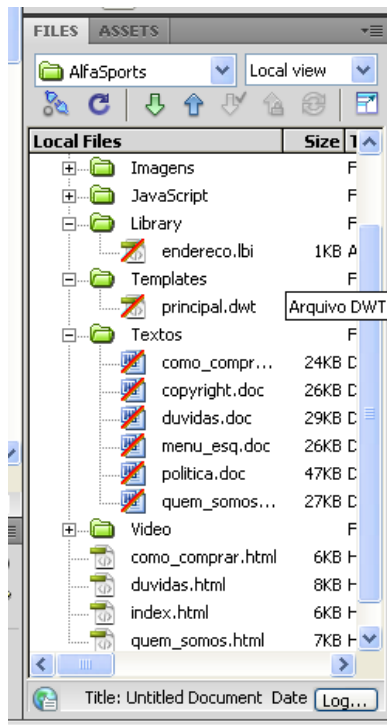 FILES ASSETS
AlfaSports Local view
Local Files Size T
Imagens F
JavaScript F
Library F
endereco.lbi 1KB A
Templates F
principal.dwt Arquivo DWT
Textos F
como_compr... 24KB D
copyright.doc 26KB D
duvidas.doc 29KB D
menu_esq.doc 26KB D
politica.doc 47KB D
quem_somos... 27KB D
Video F
como_comprar.html 6KB H
duvidas.html 8KB H
index.html 6KB H
quem_somos.html 7KB H
Title: Untitled Document Date Log...